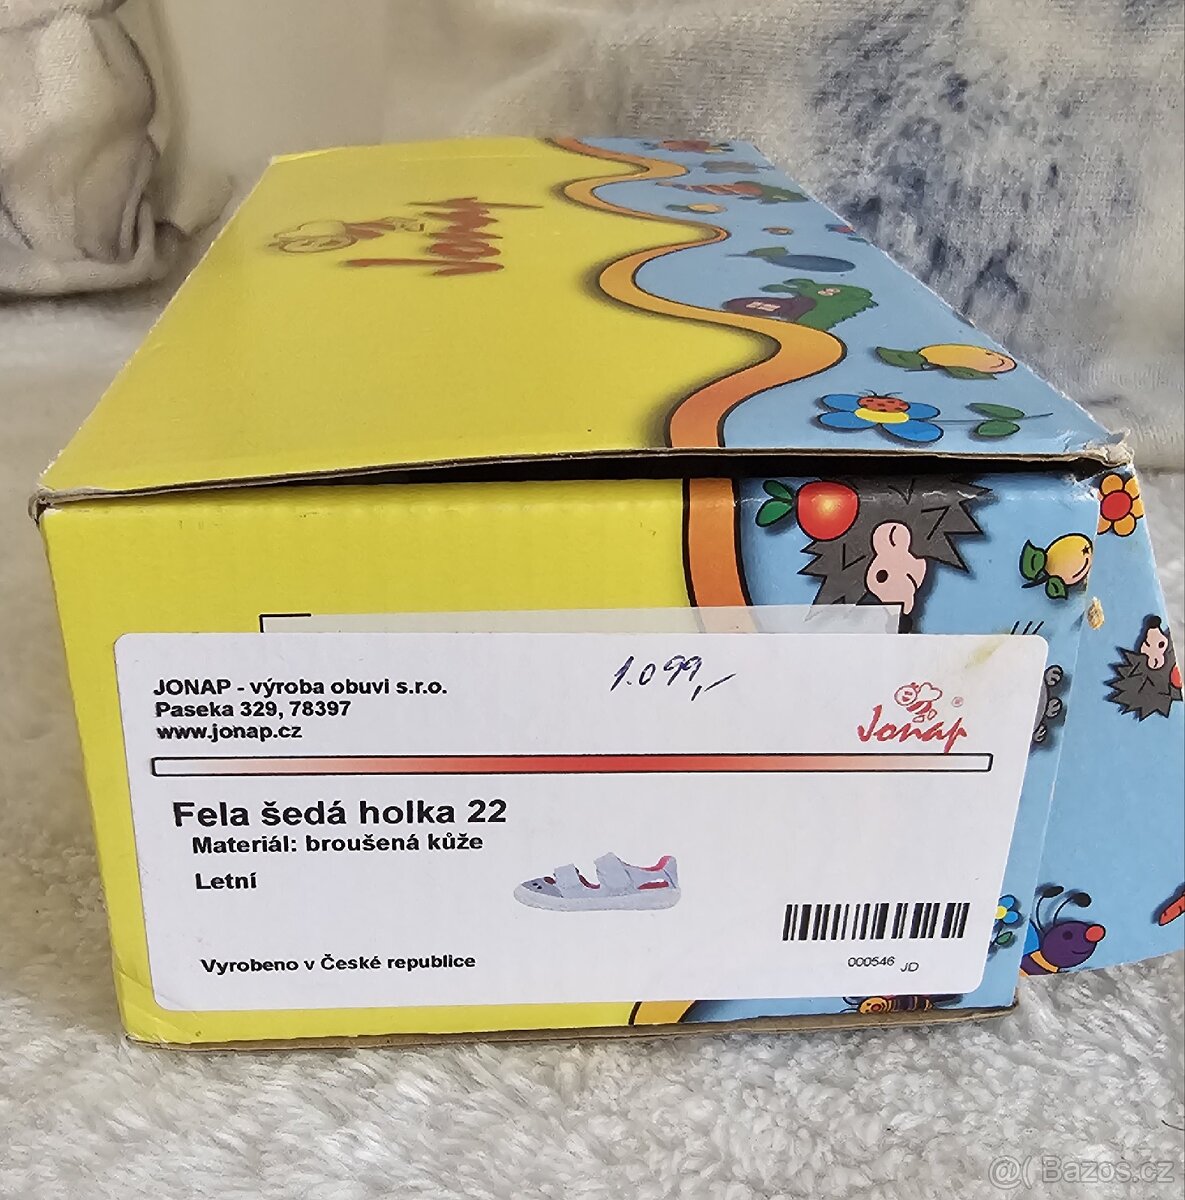 Jonap
JONAP - výroba obuvi s.r.o.
Paseka 329, 78397
www.jonap.cz
1.099,-
Jonap ®
Fela šedá holka 22
Materiál: broušená kůže
Letní
Vyrobeno v České republice
000546 JD
@( Bazos.cz